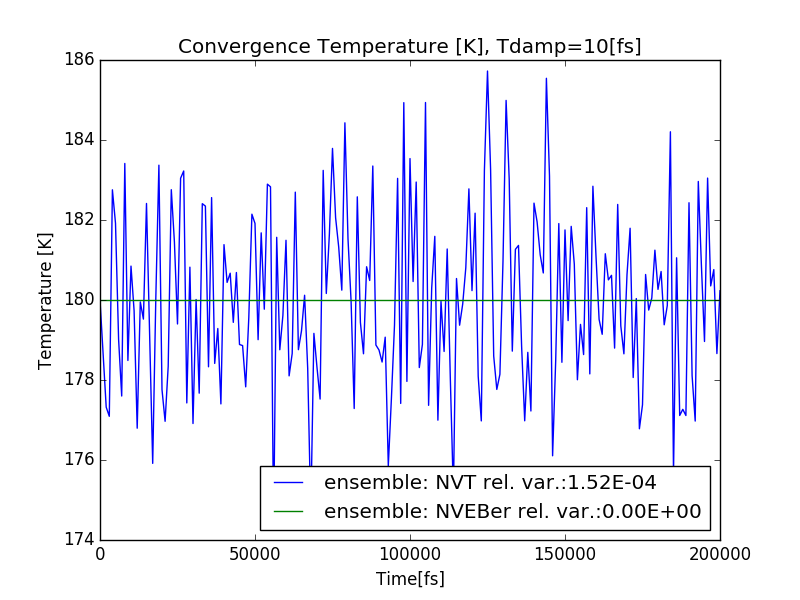 Convergence Temperature [K], Tdamp=10[fs]
186
184
182
180
178
176
174
Temperature [K]
ensemble: NVT rel. var.:1.52E-04
ensemble: NVEBer rel. var.:0.00E+00
0 50000 100000 150000 200000
Time[fs]